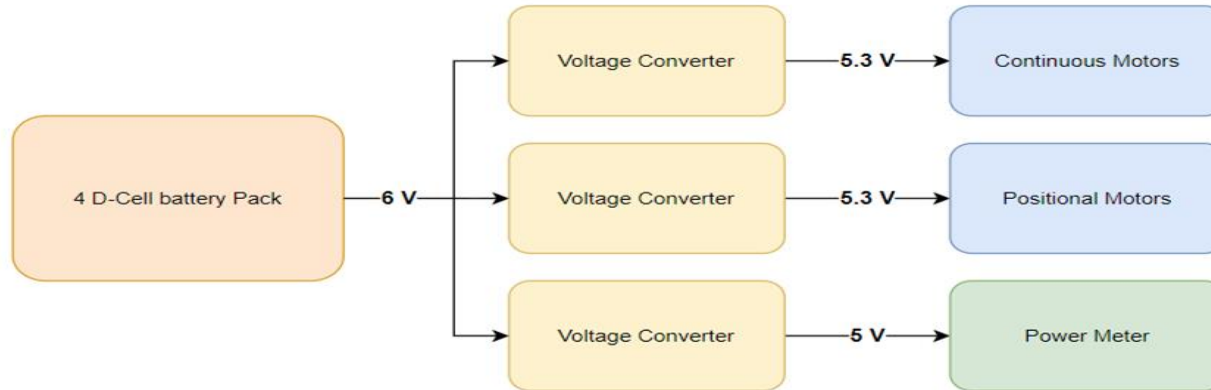 Voltage Converter
5.3 V
Continuous Motors
4 D-Cell battery Pack
6 V
Voltage Converter
5.3 V
Positional Motors
Voltage Converter
5 V
Power Meter